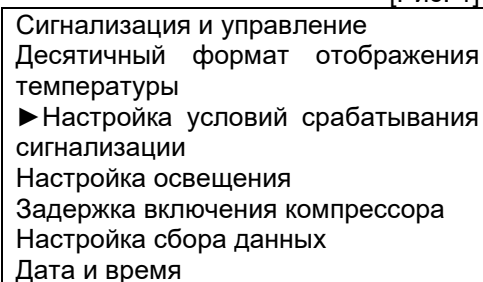 Сигнализация и управление
Десятичный формат отображения
температуры
►Настройка условий срабатывания
сигнализации
Настройка освещения
Задержка включения компрессора
Настройка сбора данных
Дата и время